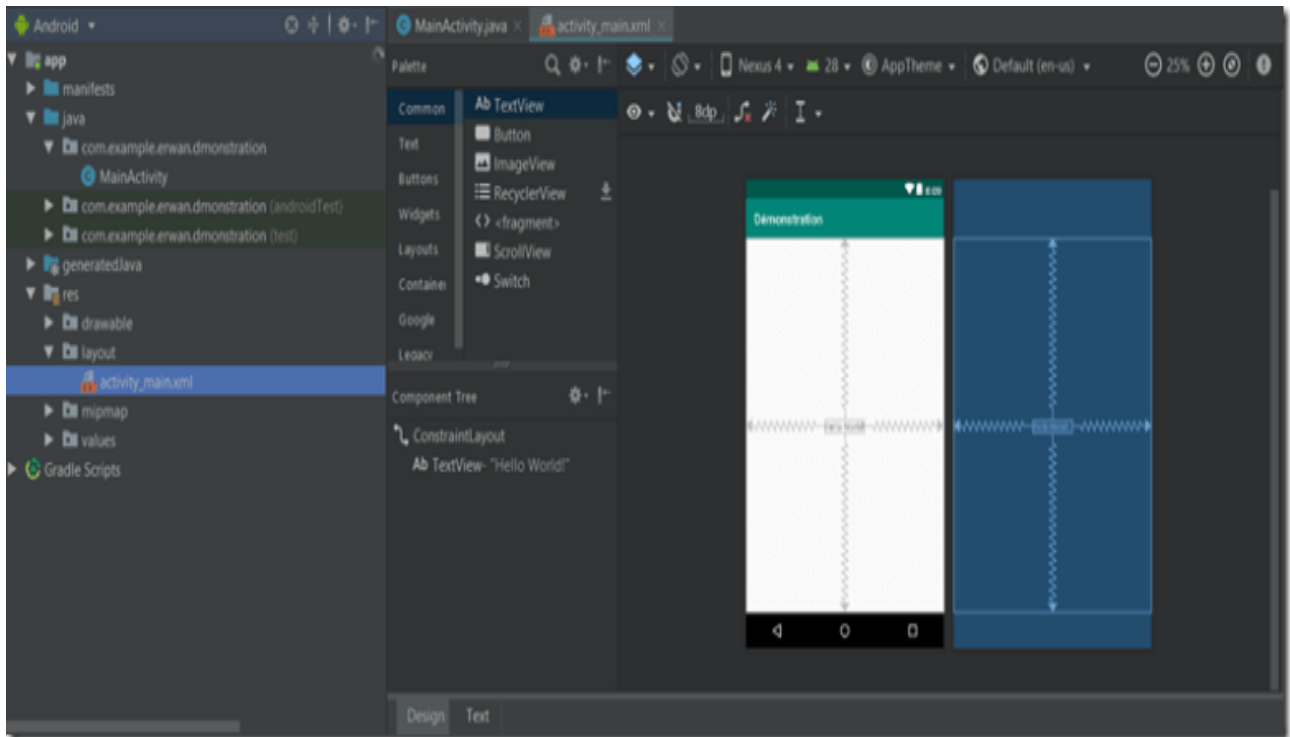 Android
app
manifests
java
com.example.erwan.dmonstration
MainActivity
com.example.erwan.dmonstration (androidTest)
com.example.erwan.dmonstration (test)
generatedJava
res
drawable
layout
activity_main.xml
mipmap
values
Gradle Scripts
MainActivity.java
activity_main.xml
Palette
Common
Text
Buttons
Widgets
Layouts
Container
Google
Legacy
Ab TextView
Button
ImageView
RecyclerView
<> <fragment>
ScrollView
Switch
Component Tree
ConstraintLayout
Ab TextView- "Hello World!"
Nexus 4
28
AppTheme
Default (en-us)
25%
8dp
Démonstration
Design
Text